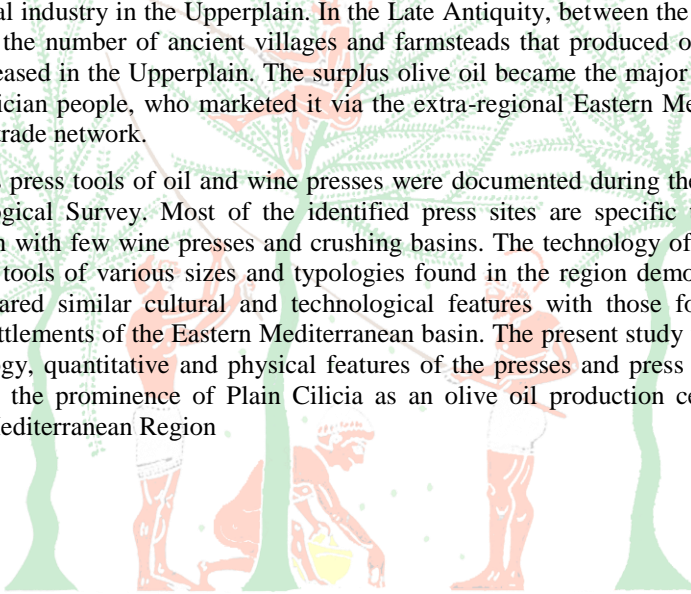 al industry in the Upperplain. In the Late Antiquity, between the
the number of ancient villages and farmsteads that produced o
eased in the Upperplain. The surplus olive oil became the major
ician people, who marketed it via the extra-regional Eastern Me
trade network.
s press tools of oil and wine presses were documented during the
logical Survey. Most of the identified press sites are specific
n with few wine presses and crushing basins. The technology of
tools of various sizes and typologies found in the region demo
ared similar cultural and technological features with those fo
ttlements of the Eastern Mediterranean basin. The present study
gy, quantitative and physical features of the presses and press
the prominence of Plain Cilicia as an olive oil production ce
Mediterranean Region